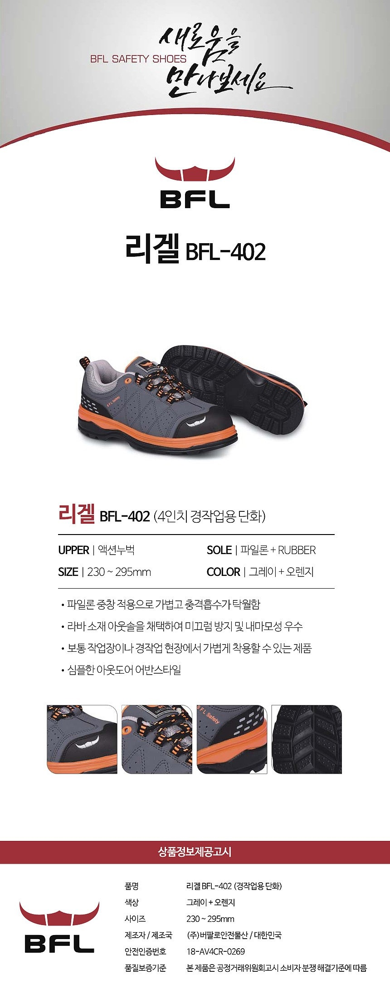 새로움을
BFL SAFETY SHOES
만나보세요
BFL
리겔 BFL-402
BFL Safety
리겔 BFL-402 (4인치 경작업용 단화)
UPPER | 액션누벅
SOLE | 파일론 + RUBBER
SIZE | 230 ~ 295mm
COLOR | 그레이 + 오렌지
• 파일론 중창 적용으로 가볍고 충격흡수가 탁월함
• 라바 소재 아웃솔을 채택하여 미끄럼 방지 및 내마모성 우수
• 보통 작업장이나 경작업 현장에서 가볍게 착용할 수 있는 제품
• 심플한 아웃도어 어반스타일
BFL Safety
상품정보제공고시
BFL
품명 리겔 BFL-402 (경작업용 단화)
색상 그레이 + 오렌지
사이즈 230 ~ 295mm
제조자 / 제조국 (주)버팔로안전물산 / 대한민국
안전인증번호 18-AV4CR-0269
품질보증기준 본 제품은 공정거래위원회고시 소비자 분쟁 해결기준에 따름